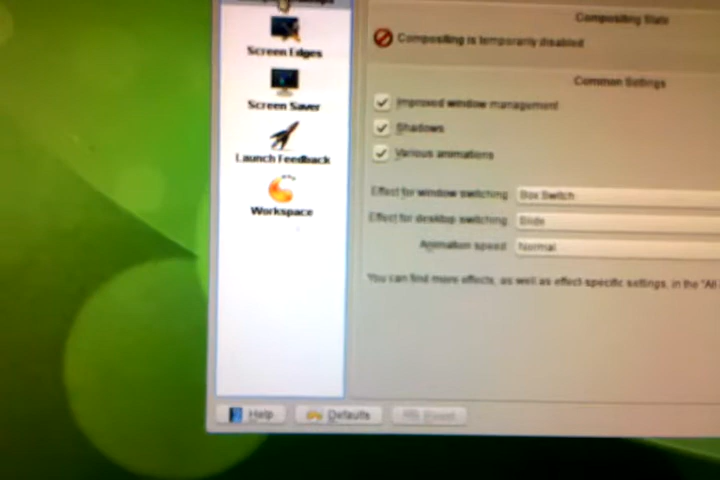 Screen Edges
Screen Saver
Launch Feedback
Workspace
Compositing State
Compositing is temporarily disabled
Common Settings
Improved window management
Shadows
Various animations
Effect for window switching: Box Switch
Effect for desktop switching: Slide
Animation speed: Normal
You can find more effects, as well as effect-specific settings, in the "All
Help
Defaults
Reset